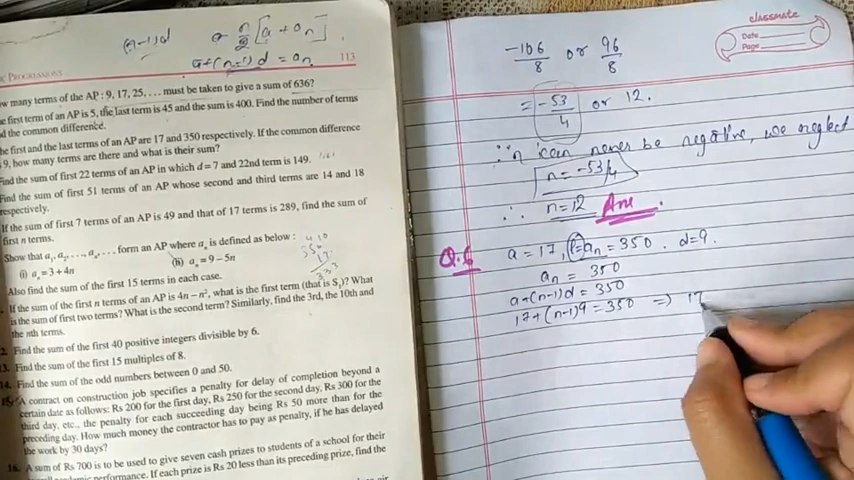 (n-1)d
n/2 [a + an]
a+(n-1)d = an
PROGRESSIONS
113
many terms of the AP : 9, 17, 25, . . . must be taken to give a sum of 636?
first term of an AP is 5, the last term is 45 and the sum is 400. Find the number of terms
the common difference.
first and the last terms of an AP are 17 and 350 respectively. If the common difference
9, how many terms are there and what is their sum?
ind the sum of first 22 terms of an AP in which d = 7 and 22nd term is 149.
Find the sum of first 51 terms of an AP whose second and third terms are 14 and 18
respectively.
If the sum of first 7 terms of an AP is 49 and that of 17 terms is 289, find the sum of
first n terms.
Show that a1, a2, . . ., an, . . . form an AP where an is defined as below :
(i) an = 3 + 4n
(ii) an = 9 – 5n
Also find the sum of the first 15 terms in each case.
If the sum of the first n terms of an AP is 4n – n², what is the first term (that is S1)? What
is the sum of first two terms? What is the second term? Similarly, find the 3rd, the 10th and
the nth terms.
2. Find the sum of the first 40 positive integers divisible by 6.
3. Find the sum of the first 15 multiples of 8.
14. Find the sum of the odd numbers between 0 and 50.
15. A contract on construction job specifies a penalty for delay of completion beyond a
certain date as follows: Rs 200 for the first day, Rs 250 for the second day, Rs 300 for the
third day, etc., the penalty for each succeeding day being Rs 50 more than for the
preceding day. How much money the contractor has to pay as penalty, if he has delayed
the work by 30 days?
16. A sum of Rs 700 is to be used to give seven cash prizes to students of a school for their
academic performance. If each prize is Rs 20 less than its preceding prize, find the
classmate
Date
Page
-106/8 or 96/8
= -53/4 or 12.
∵ n can never be negative, we neglect
n = -53/4
∴ n=12 Ans.
Q.6 a = 17, l=an = 350. d=9.
an = 350
a+(n-1)d = 350
17+(n-1)9 = 350 => 17